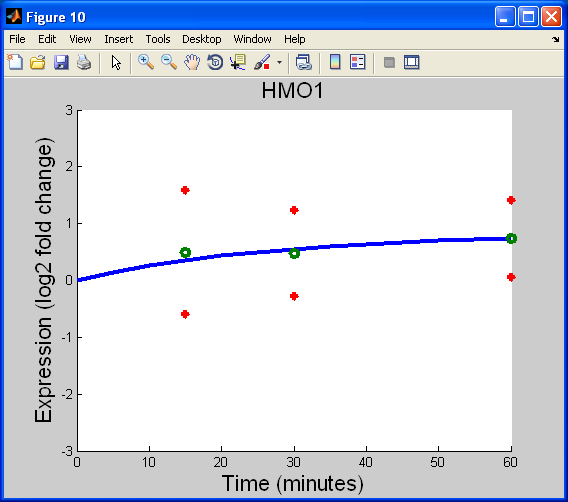 Figure 10
File Edit View Insert Tools Desktop Window Help
HMO1
Expression (log2 fold change)
3
2
1
0
-1
-2
-3
0 10 20 30 40 50 60
Time (minutes)